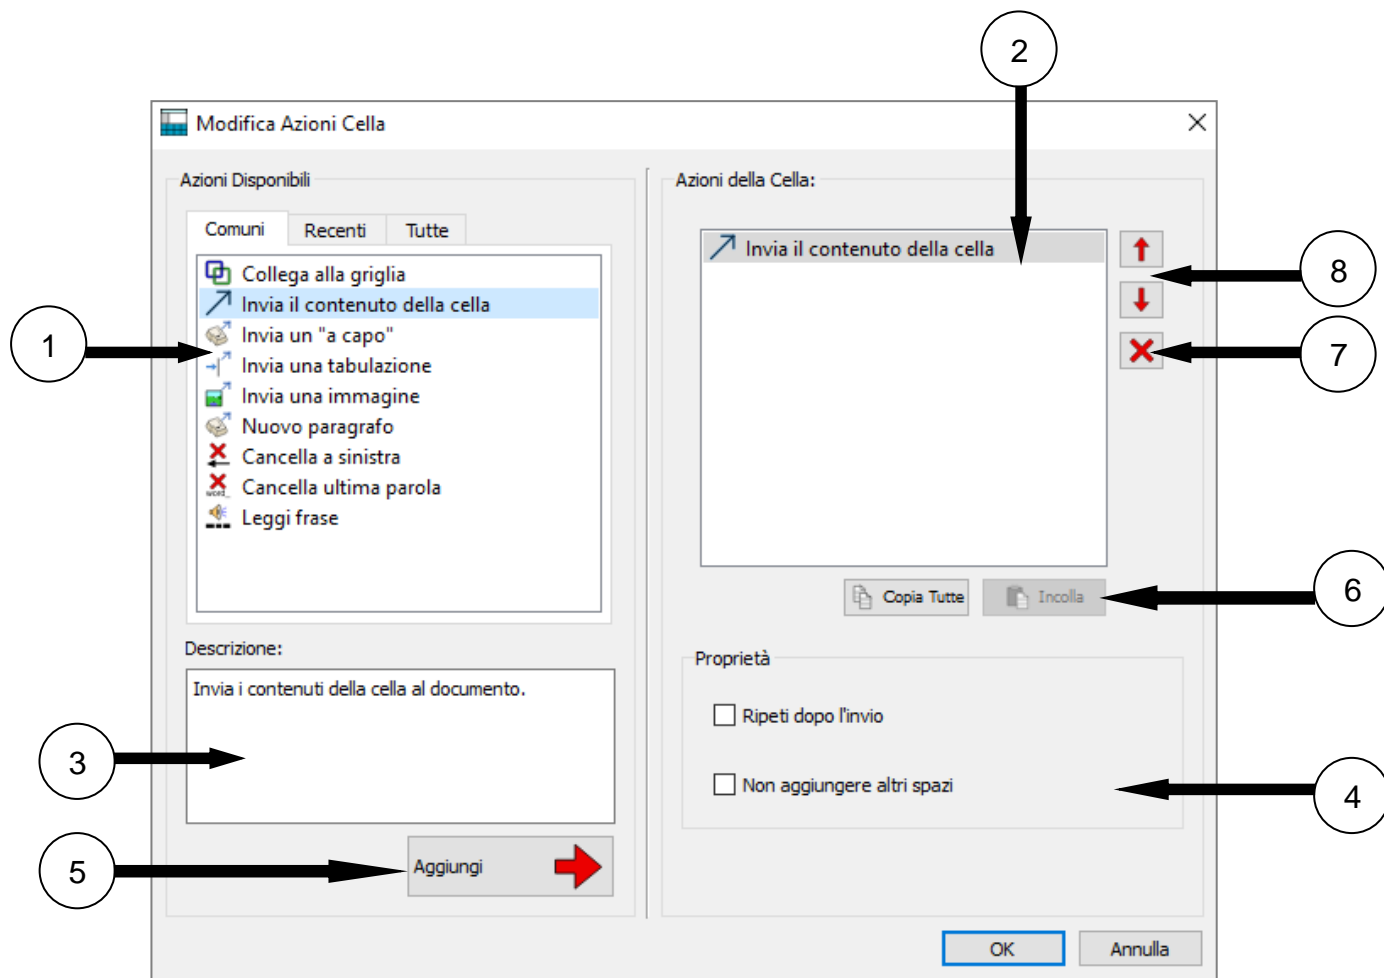 2
Modifica Azioni Cella
Azioni Disponibili
Comuni Recenti Tutte
Collega alla griglia
Invia il contenuto della cella
Invia un "a capo"
Invia una tabulazione
Invia una immagine
Nuovo paragrafo
Cancella a sinistra
word_
Cancella ultima parola
Leggi frase
1
Descrizione:
Invia i contenuti della cella al documento.
3
Aggiungi
5
Azioni della Cella:
Invia il contenuto della cella
8
7
Copia Tutte Incolla
6
Proprietà
Ripeti dopo l'invio
Non aggiungere altri spazi
4
OK Annulla